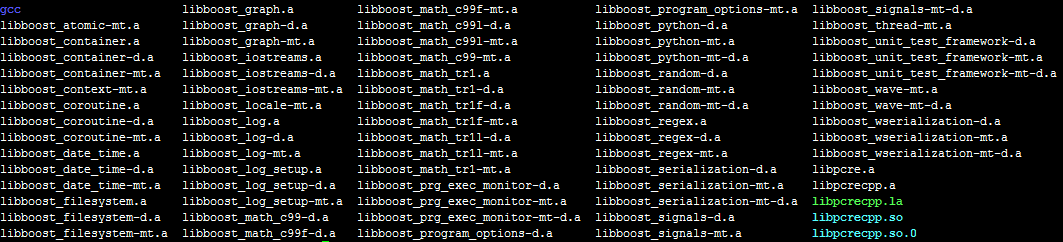 gcc libboost_graph.a libboost_math_c99f-mt.a libboost_program_options-mt.a libboost_signals-mt-d.a
libboost_atomic-mt.a libboost_graph-d.a libboost_math_c99l-d.a libboost_python-d.a libboost_thread-mt.a
libboost_container.a libboost_graph-mt.a libboost_math_c99l-mt.a libboost_python-mt.a libboost_unit_test_framework-d.a
libboost_container-d.a libboost_iostreams.a libboost_math_c99-mt.a libboost_python-mt-d.a libboost_unit_test_framework-mt.a
libboost_container-mt.a libboost_iostreams-d.a libboost_math_tr1.a libboost_random-d.a libboost_unit_test_framework-mt-d.a
libboost_context-mt.a libboost_iostreams-mt.a libboost_math_tr1-d.a libboost_random-mt.a libboost_wave-mt.a
libboost_coroutine.a libboost_locale-mt.a libboost_math_tr1f-d.a libboost_random-mt-d.a libboost_wave-mt-d.a
libboost_coroutine-d.a libboost_log.a libboost_math_tr1f-mt.a libboost_regex.a libboost_wserialization-d.a
libboost_coroutine-mt.a libboost_log-d.a libboost_math_tr1l-d.a libboost_regex-d.a libboost_wserialization-mt.a
libboost_date_time.a libboost_log-mt.a libboost_math_tr1l-mt.a libboost_regex-mt.a libboost_wserialization-mt-d.a
libboost_date_time-d.a libboost_log_setup.a libboost_math_tr1-mt.a libboost_serialization-d.a libpcre.a
libboost_date_time-mt.a libboost_log_setup-d.a libboost_prg_exec_monitor-d.a libboost_serialization-mt.a libpcrecpp.a
libboost_filesystem.a libboost_log_setup-mt.a libboost_prg_exec_monitor-mt.a libboost_serialization-mt-d.a libpcrecpp.la
libboost_filesystem-d.a libboost_math_c99-d.a libboost_prg_exec_monitor-mt-d.a libboost_signals-d.a libpcrecpp.so
libboost_filesystem-mt.a libboost_math_c99f-d.a libboost_program_options-d.a libboost_signals-mt.a libpcrecpp.so.0